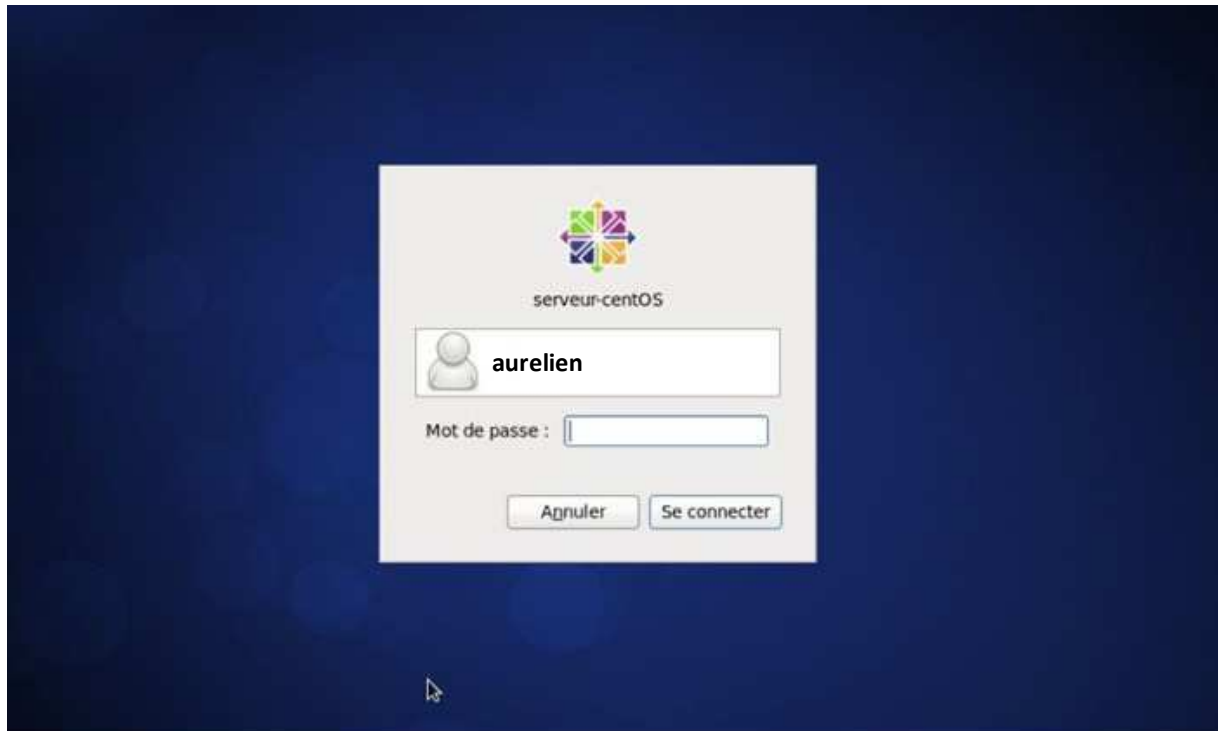 serveur-centOS
aurelien
Mot de passe :
Annuler Se connecter